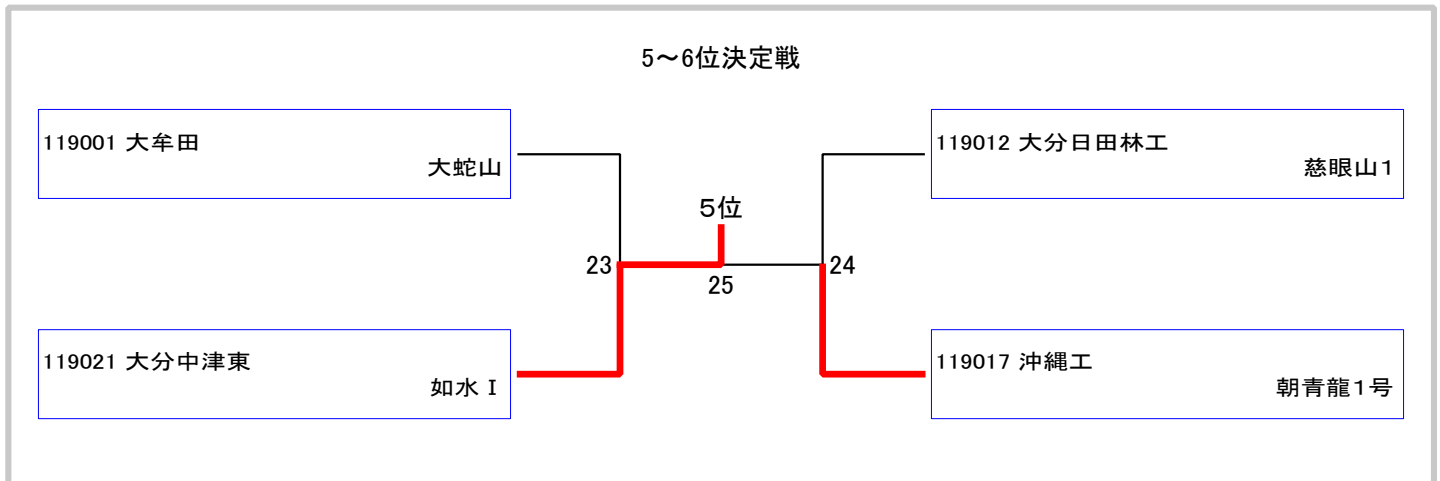 5～6位決定戦
119001 大牟田
大蛇山
119012 大分日田林工
慈眼山１
５位
23
24
25
119021 大分中津東
如水Ⅰ
119017 沖縄工
朝青龍１号